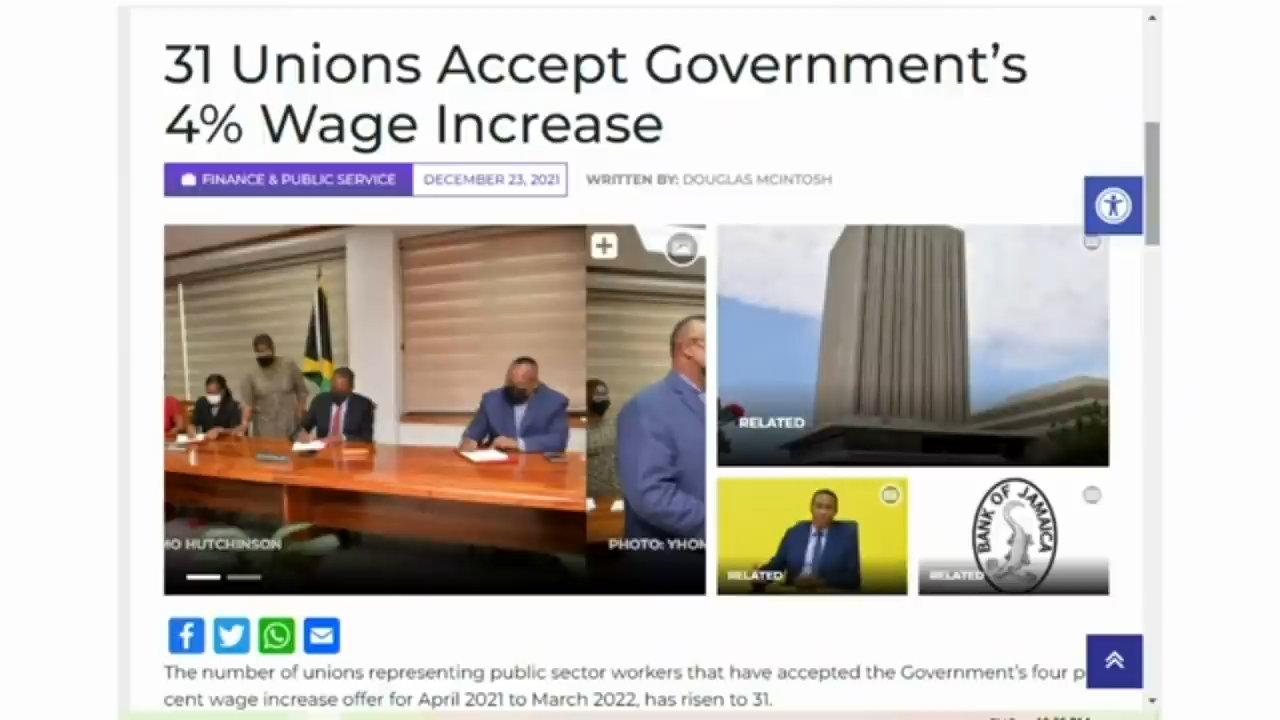 31 Unions Accept Government's
4% Wage Increase
FINANCE & PUBLIC SERVICE DECEMBER 23, 2021 WRITTEN BY: DOUGLAS MCINTOSH
RELATED
HUTCHINSON PHOTO:
RELATED RELATED
BANK OF JAMAICA
The number of unions representing public sector workers that have accepted the Government's four
cent wage increase offer for April 2021 to March 2022, has risen to 31.